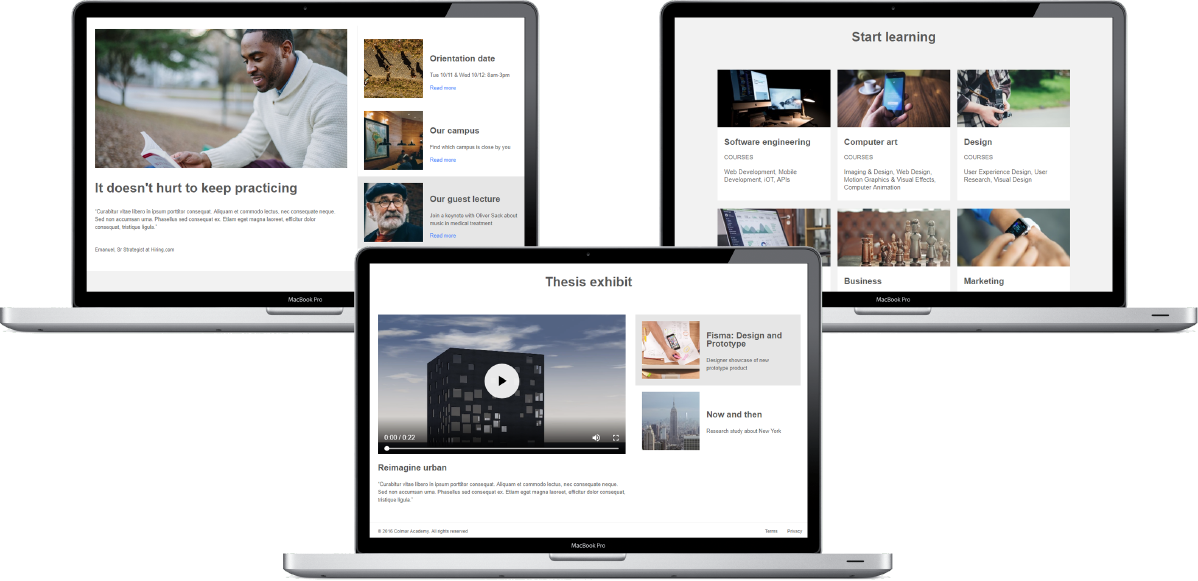 It doesn't hurt to keep practicing
"Curabitur vitae libero in ipsum porttitor consequat. Aliquam et commodo lectus, nec consequate neque.
Sed non accumsan urna. Phasellus sed consequat ex. Etiam eget magna laoreet, efficitur dolor consequat,
tristique ligula."
Emanuel, Sr Strategist at Hiring.com
Orientation date
Tue 10/11 & Wed 10/12: 8am-3pm
Read more
Our campus
Find which campus is close by you
Read more
Our guest lecture
Join a keynote with Oliver Sack about
music in medical treatment
Read more
MacBook Pro
Start learning
Software engineering
COURSES
Web Development, Mobile
Development, iOT, APIs
Computer art
COURSES
Imaging & Design, Web Design,
Motion Graphics & Visual Effects,
Computer Animation
Design
COURSES
User Experience Design, User
Research, Visual Design
Business
Marketing
MacBook Pro
Thesis exhibit
0:00 / 0:22
Reimagine urban
"Curabitur vitae libero in ipsum porttitor consequat. Aliquam et commodo lectus, nec consequate neque.
Sed non accumsan urna. Phasellus sed consequat ex. Etiam eget magna laoreet, efficitur dolor consequat,
tristique ligula."
Fisma: Design and
Prototype
Designer showcase of new
prototype product
Now and then
Research study about New York
© 2016 Colmar Academy. All rights reserved
Terms
Privacy
MacBook Pro